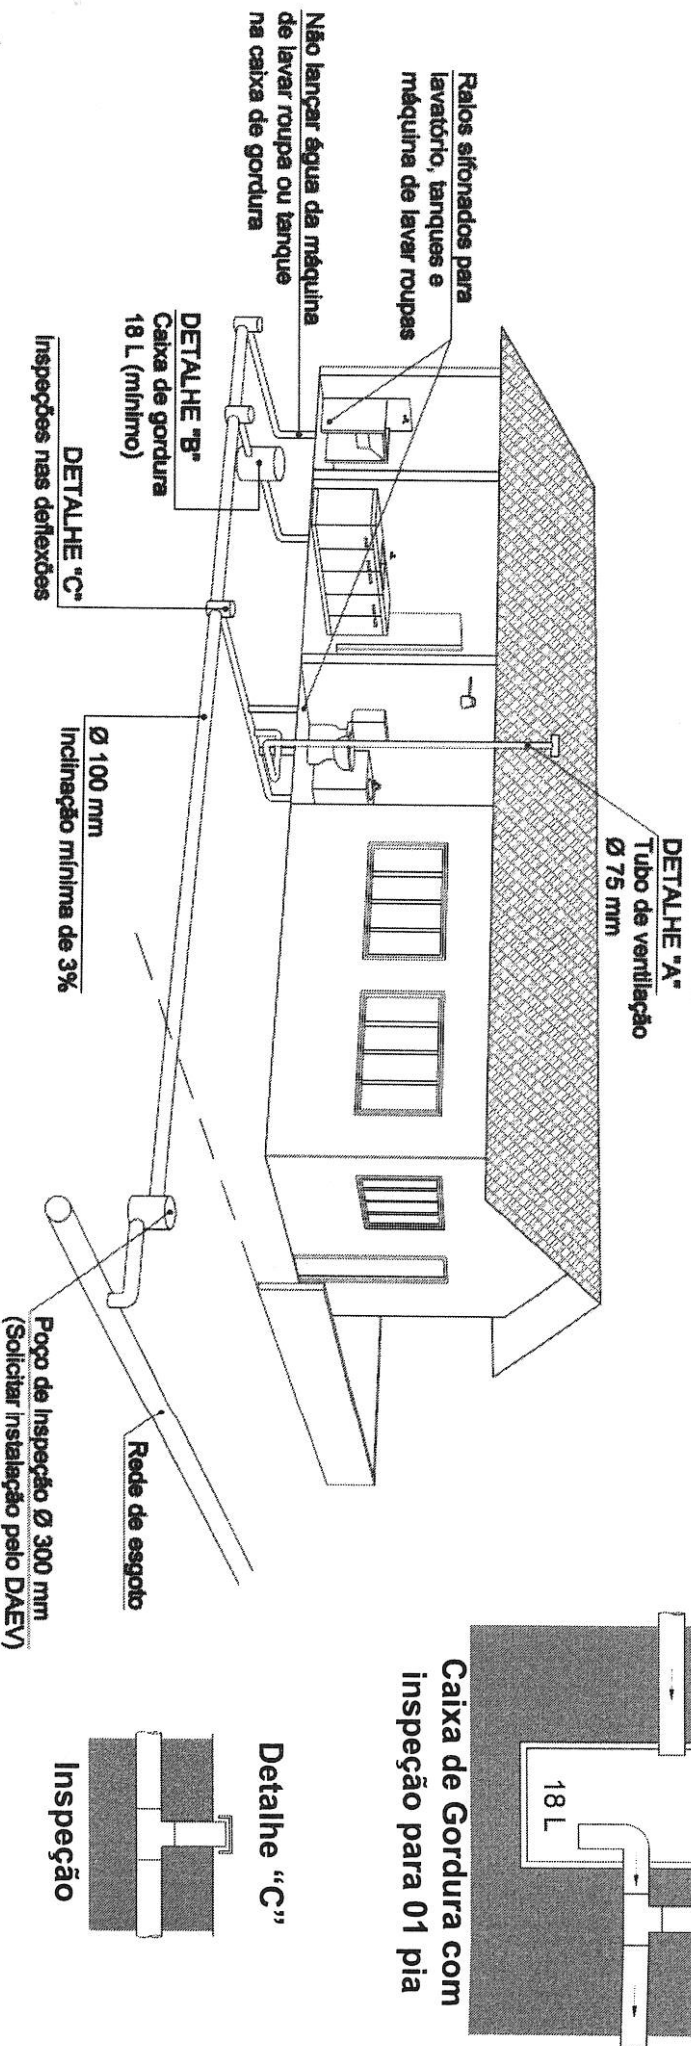 DETALHE "A"
Tubo de ventilação
Ø 75 mm
Ralos sifonados para
lavatório, tanques e
máquina de lavar roupas
Não lançar água da máquina
de lavar roupa ou tanque
na caixa de gordura
DETALHE "B"
Caixa de gordura
18 L (mínimo)
DETALHE "C"
Inspeções nas deflexões
Ø 100 mm
Inclinação mínima de 3%
Rede de esgoto
Poço de Inspeção Ø 300 mm
(Solicitar instalação pelo DAEV)
18 L
Caixa de Gordura com
inspeção para 01 pia
Detalhe “C”
Inspeção